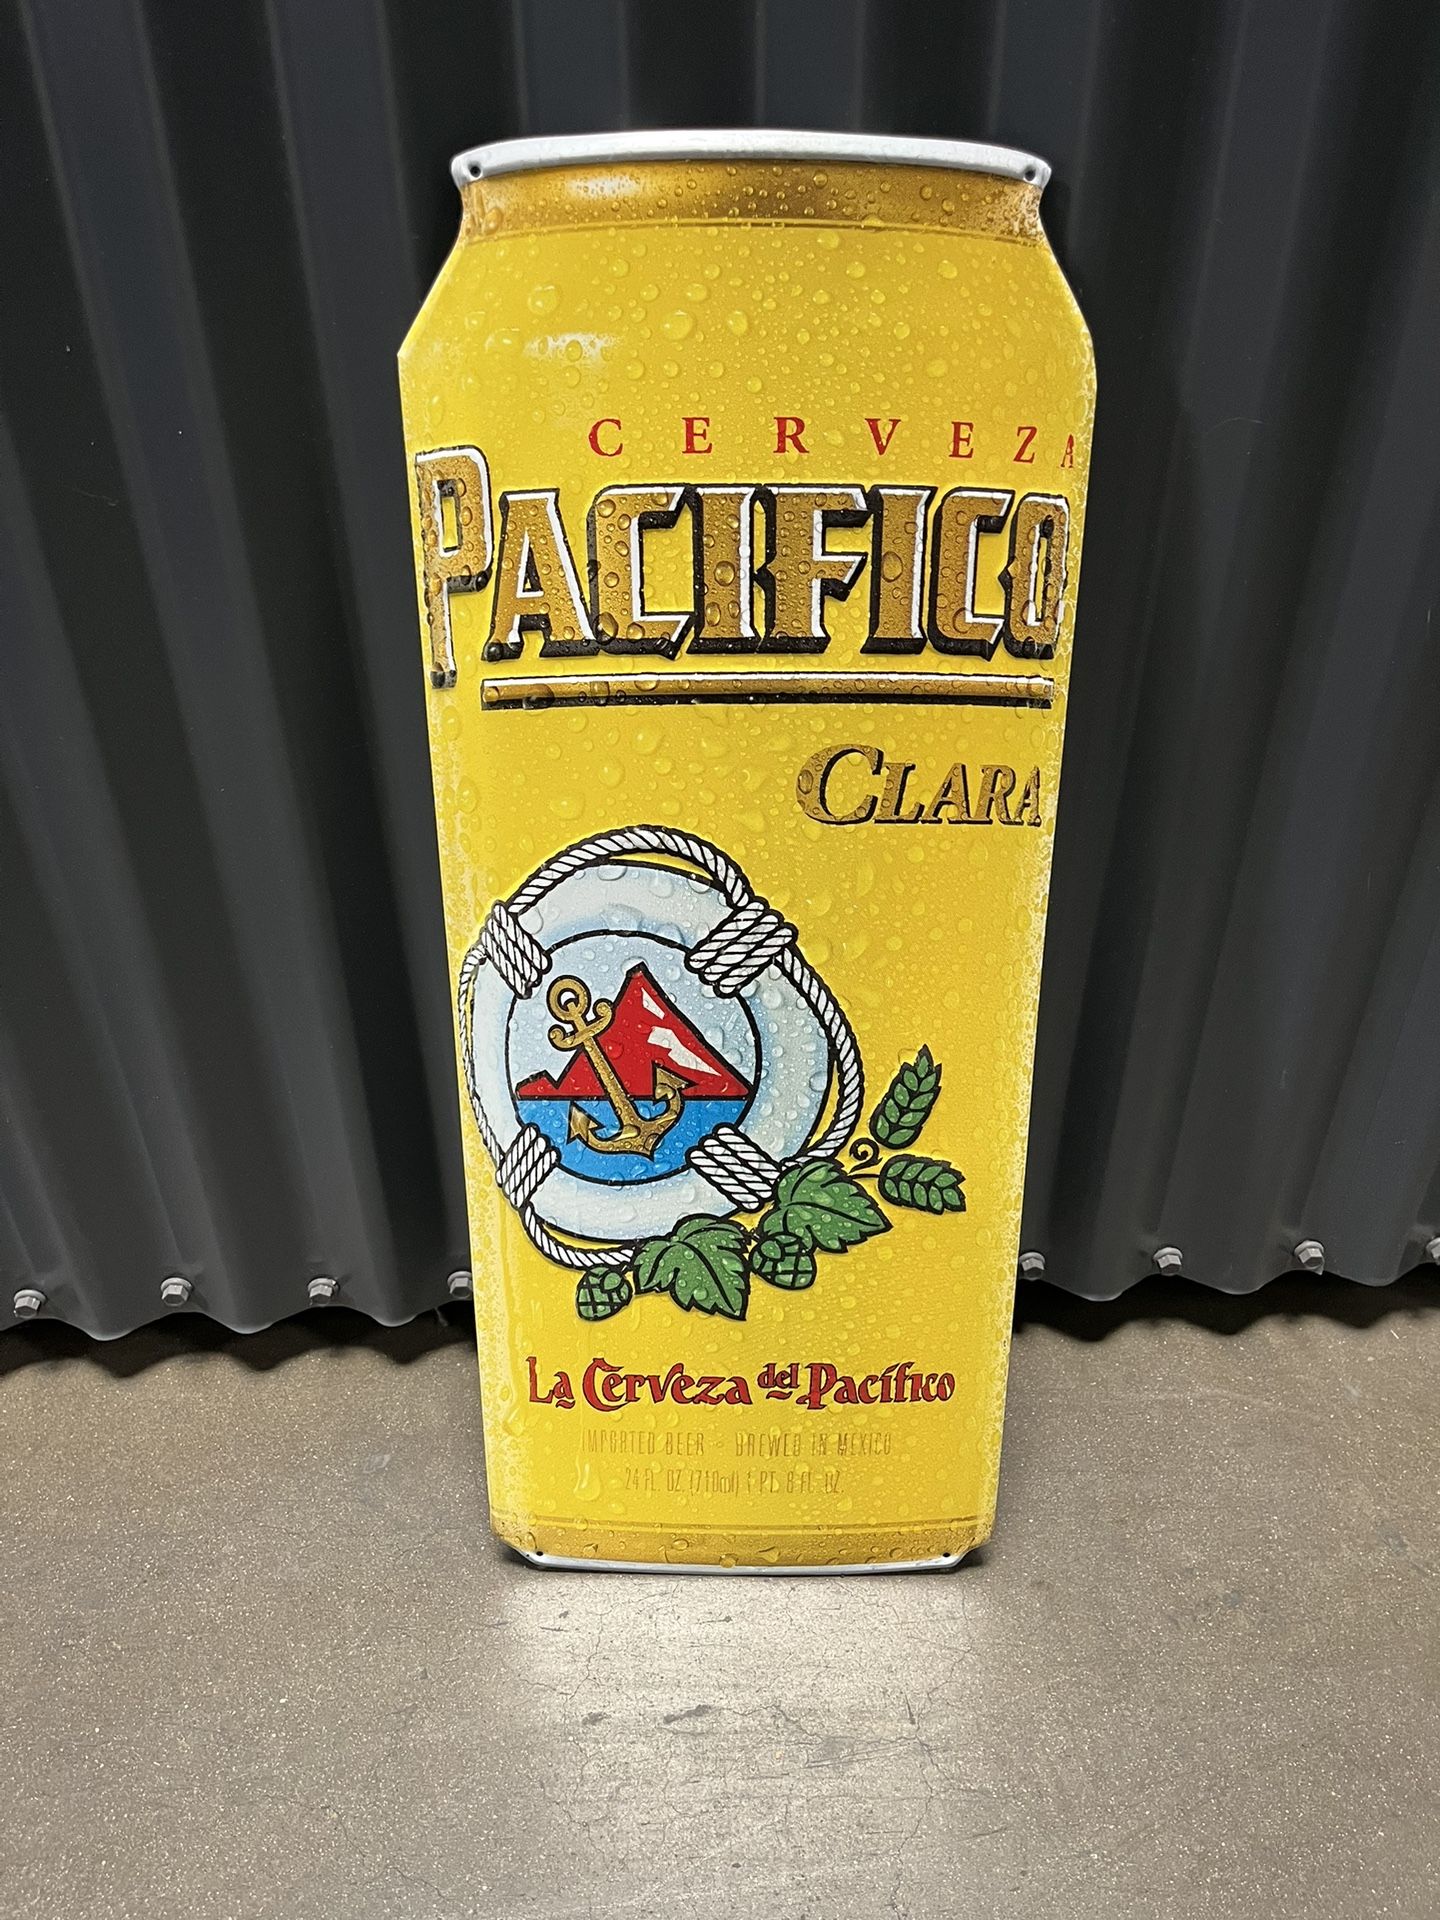 CERVEZA
PACIFICO
CLARA
La Cerveza del Pacífico
IMPORTED BEER - BREWED IN MEXICO
24 FL. OZ. (710ml) 1 PT. 8 FL. OZ.